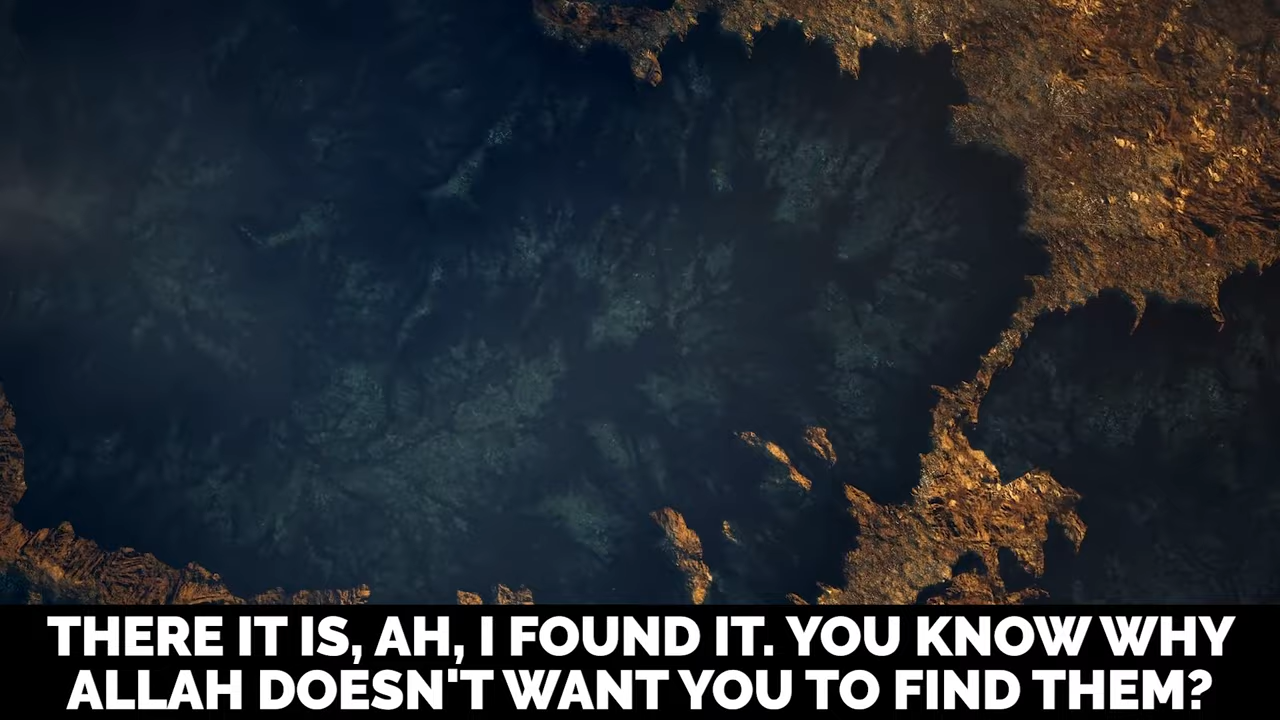 THERE IT IS, AH, I FOUND IT. YOU KNOW WHY
ALLAH DOESN'T WANT YOU TO FIND THEM?